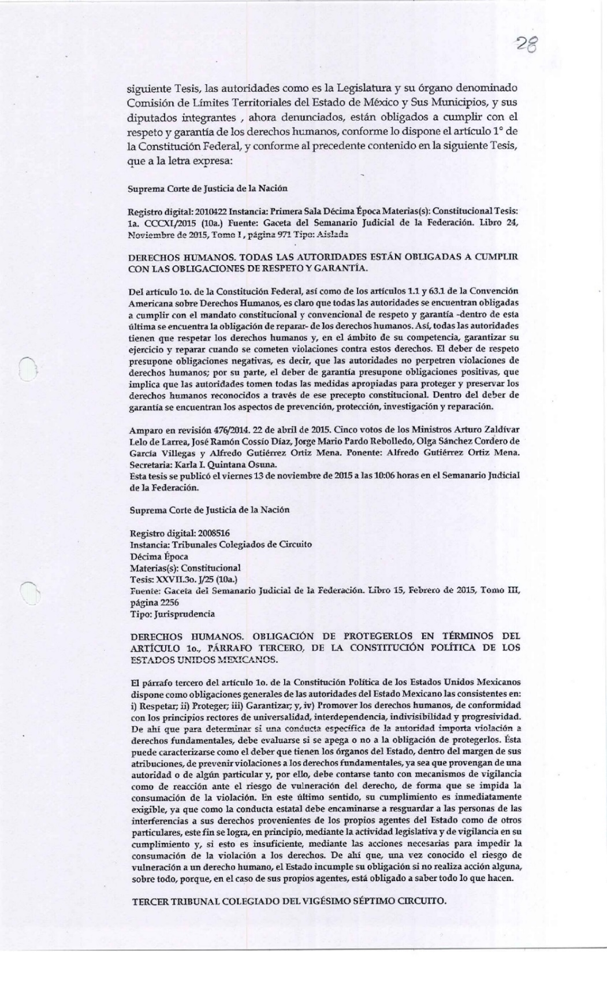 28
siguiente Tesis, las autoridades como es la Legislatura y su órgano denominado
Comisión de Límites Territoriales del Estado de México y Sus Municipios, y sus
diputados integrantes , ahora denunciados, están obligados a cumplir con el
respeto y garantía de los derechos humanos, conforme lo dispone el artículo 1° de
la Constitución Federal, y conforme al precedente contenido en la siguiente Tesis,
que a la letra expresa:
Suprema Corte de Justicia de la Nación
Registro digital: 2010422 Instancia: Primera Sala Décima Época Materias(s): Constitucional Tesis:
1a. CCCXL/2015 (10a.) Fuente: Gaceta del Semanario Judicial de la Federación. Libro 24,
Noviembre de 2015, Tomo I , página 971 Tipo: Aislada
DERECHOS HUMANOS. TODAS LAS AUTORIDADES ESTÁN OBLIGADAS A CUMPLIR
CON LAS OBLIGACIONES DE RESPETO Y GARANTÍA.
Del artículo 1o. de la Constitución Federal, así como de los artículos 1.1 y 63.1 de la Convención
Americana sobre Derechos Humanos, es claro que todas las autoridades se encuentran obligadas
a cumplir con el mandato constitucional y convencional de respeto y garantía -dentro de esta
última se encuentra la obligación de reparar- de los derechos humanos. Así, todas las autoridades
tienen que respetar los derechos humanos y, en el ámbito de su competencia, garantizar su
ejercicio y reparar cuando se cometen violaciones contra estos derechos. El deber de respeto
presupone obligaciones negativas, es decir, que las autoridades no perpetren violaciones de
derechos humanos; por su parte, el deber de garantía presupone obligaciones positivas, que
implica que las autoridades tomen todas las medidas apropiadas para proteger y preservar los
derechos humanos reconocidos a través de ese precepto constitucional. Dentro del deber de
garantía se encuentran los aspectos de prevención, protección, investigación y reparación.
Amparo en revisión 476/2014. 22 de abril de 2015. Cinco votos de los Ministros Arturo Zaldívar
Lelo de Larrea, José Ramón Cossío Díaz, Jorge Mario Pardo Rebolledo, Olga Sánchez Cordero de
García Villegas y Alfredo Gutiérrez Ortiz Mena. Ponente: Alfredo Gutiérrez Ortiz Mena.
Secretaria: Karla I. Quintana Osuna.
Esta tesis se publicó el viernes 13 de noviembre de 2015 a las 10:06 horas en el Semanario Judicial
de la Federación.
Suprema Corte de Justicia de la Nación
Registro digital: 2008516
Instancia: Tribunales Colegiados de Circuito
Décima Época
Materias(s): Constitucional
Tesis: XXVII.3o. J/25 (10a.)
Fuente: Gaceta del Semanario Judicial de la Federación. Libro 15, Febrero de 2015, Tomo III,
página 2256
Tipo: Jurisprudencia
DERECHOS HUMANOS. OBLIGACIÓN DE PROTEGERLOS EN TÉRMINOS DEL
ARTÍCULO 1o., PÁRRAFO TERCERO, DE LA CONSTITUCIÓN POLÍTICA DE LOS
ESTADOS UNIDOS MEXICANOS.
El párrafo tercero del artículo 1o. de la Constitución Política de los Estados Unidos Mexicanos
dispone como obligaciones generales de las autoridades del Estado Mexicano las consistentes en:
i) Respetar; ii) Proteger; iii) Garantizar; y, iv) Promover los derechos humanos, de conformidad
con los principios rectores de universalidad, interdependencia, indivisibilidad y progresividad.
De ahí que para determinar si una conducta específica de la autoridad importa violación a
derechos fundamentales, debe evaluarse si se apega o no a la obligación de protegerlos. Ésta
puede caracterizarse como el deber que tienen los órganos del Estado, dentro del margen de sus
atribuciones, de prevenir violaciones a los derechos fundamentales, ya sea que provengan de una
autoridad o de algún particular y, por ello, debe contarse tanto con mecanismos de vigilancia
como de reacción ante el riesgo de vulneración del derecho, de forma que se impida la
consumación de la violación. En este último sentido, su cumplimiento es inmediatamente
exigible, ya que como la conducta estatal debe encaminarse a resguardar a las personas de las
interferencias a sus derechos provenientes de los propios agentes del Estado como de otros
particulares, este fin se logra, en principio, mediante la actividad legislativa y de vigilancia en su
cumplimiento y, si esto es insuficiente, mediante las acciones necesarias para impedir la
consumación de la violación a los derechos. De ahí que, una vez conocido el riesgo de
vulneración a un derecho humano, el Estado incumple su obligación si no realiza acción alguna,
sobre todo, porque, en el caso de sus propios agentes, está obligado a saber todo lo que hacen.
TERCER TRIBUNAL COLEGIADO DEL VIGÉSIMO SÉPTIMO CIRCUITO.